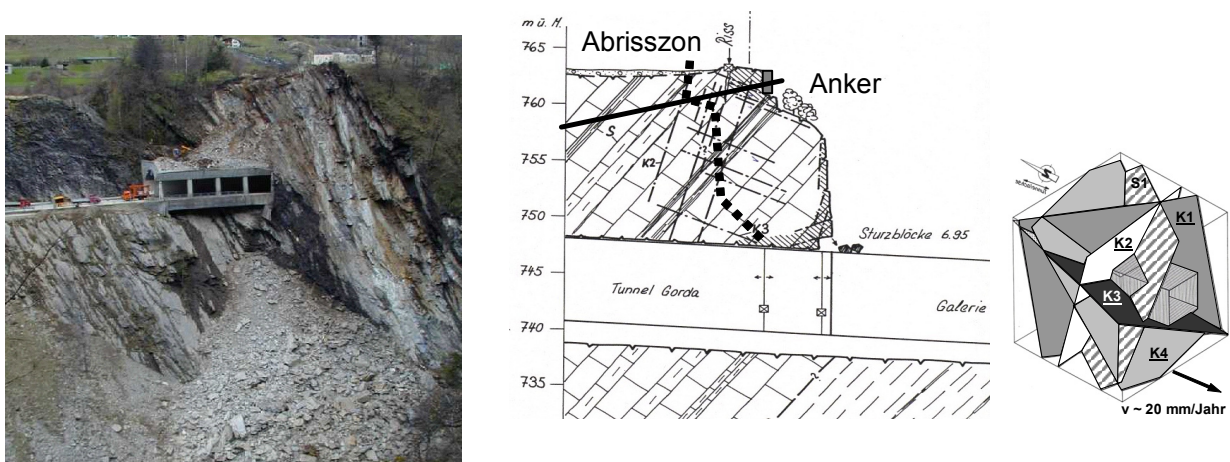 m ü. M.
765
760
755
750
745
740
735
Abrisszon
Riss
Anker
S
K2
?
K3
Sturzblöcke 6.95
Tunnel Gorda
Galerie
?
S1
K1
K2
K3
K4
v ~ 20 mm/Jahr